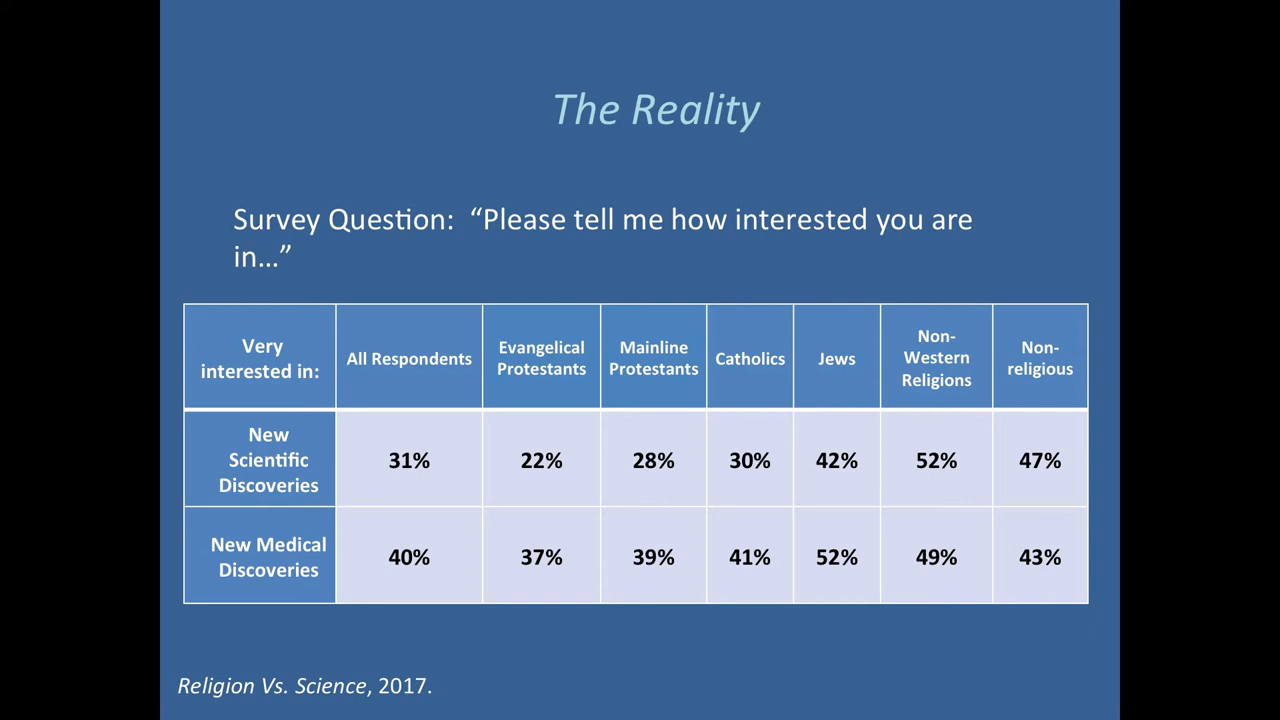 The Reality
Survey Question:  “Please tell me how interested you are
in…”
Very
interested in:
All Respondents
Evangelical
Protestants
Mainline
Protestants
Catholics
Jews
Non-
Western
Religions
Non-
religious
New
Scientific
Discoveries
31%
22%
28%
30%
42%
52%
47%
New Medical
Discoveries
40%
37%
39%
41%
52%
49%
43%
Religion Vs. Science, 2017.